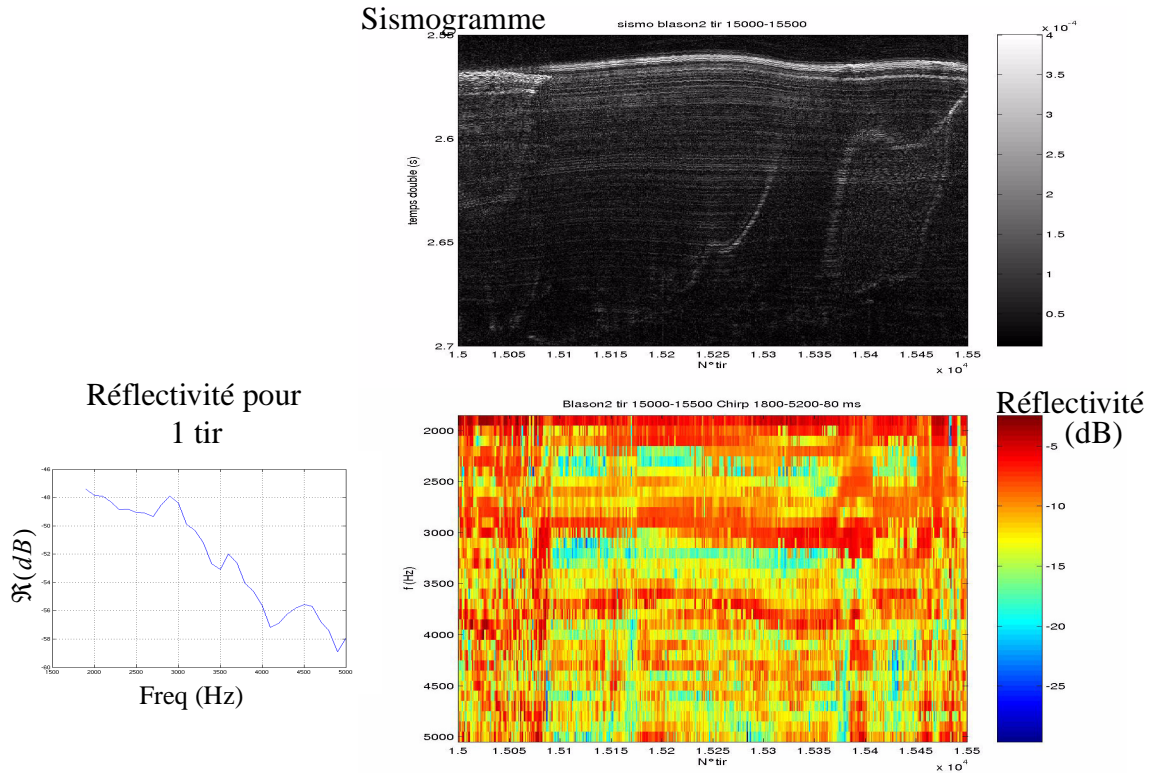 Sismogramme
sismo blason2 tir 15000-15500
2.55
2.6
2.65
2.7
temps double (s)
1.5 1.505 1.51 1.515 1.52 1.525 1.53 1.535 1.54 1.545 1.55
N°tir
x 10⁴
x 10⁻⁴
4
3.5
3
2.5
2
1.5
1
0.5
Réflectivité pour
1 tir
-46
-48
-50
-52
-54
-56
-58
-60
ℜ(dB)
1500 2000 2500 3000 3500 4000 4500 5000
Freq (Hz)
Blason2 tir 15000-15500 Chirp 1800-5200-80 ms
2000
2500
3000
3500
4000
4500
5000
f (Hz)
1.5 1.505 1.51 1.515 1.52 1.525 1.53 1.535 1.54 1.545 1.55
N°tir
x 10⁴
Réflectivité
(dB)
-5
-10
-15
-20
-25